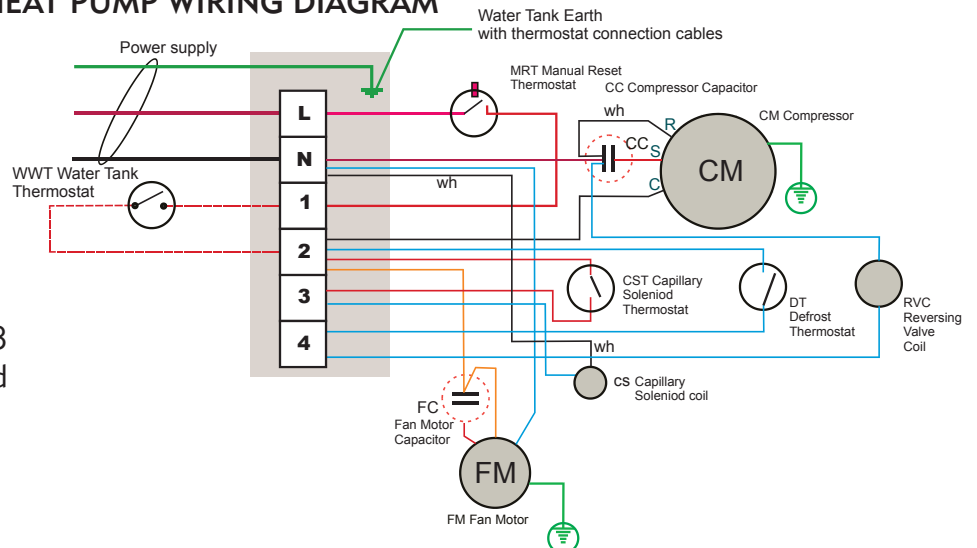 HEAT PUMP WIRING DIAGRAM
Water Tank Earth
with thermostat connection cables
Power supply
MRT Manual Reset
Thermostat
CC Compressor Capacitor
CM Compressor
wh
R
L
CC
S
CM
N
WWT Water Tank
Thermostat
wh
C
1
2
CST Capillary
Soleniod
Thermostat
DT
Defrost
Thermostat
RVC
Reversing
Valve
Coil
3
4
wh
CS Capillary
Soleniod coil
FC
Fan Motor
Capacitor
FM
FM Fan Motor
3
d